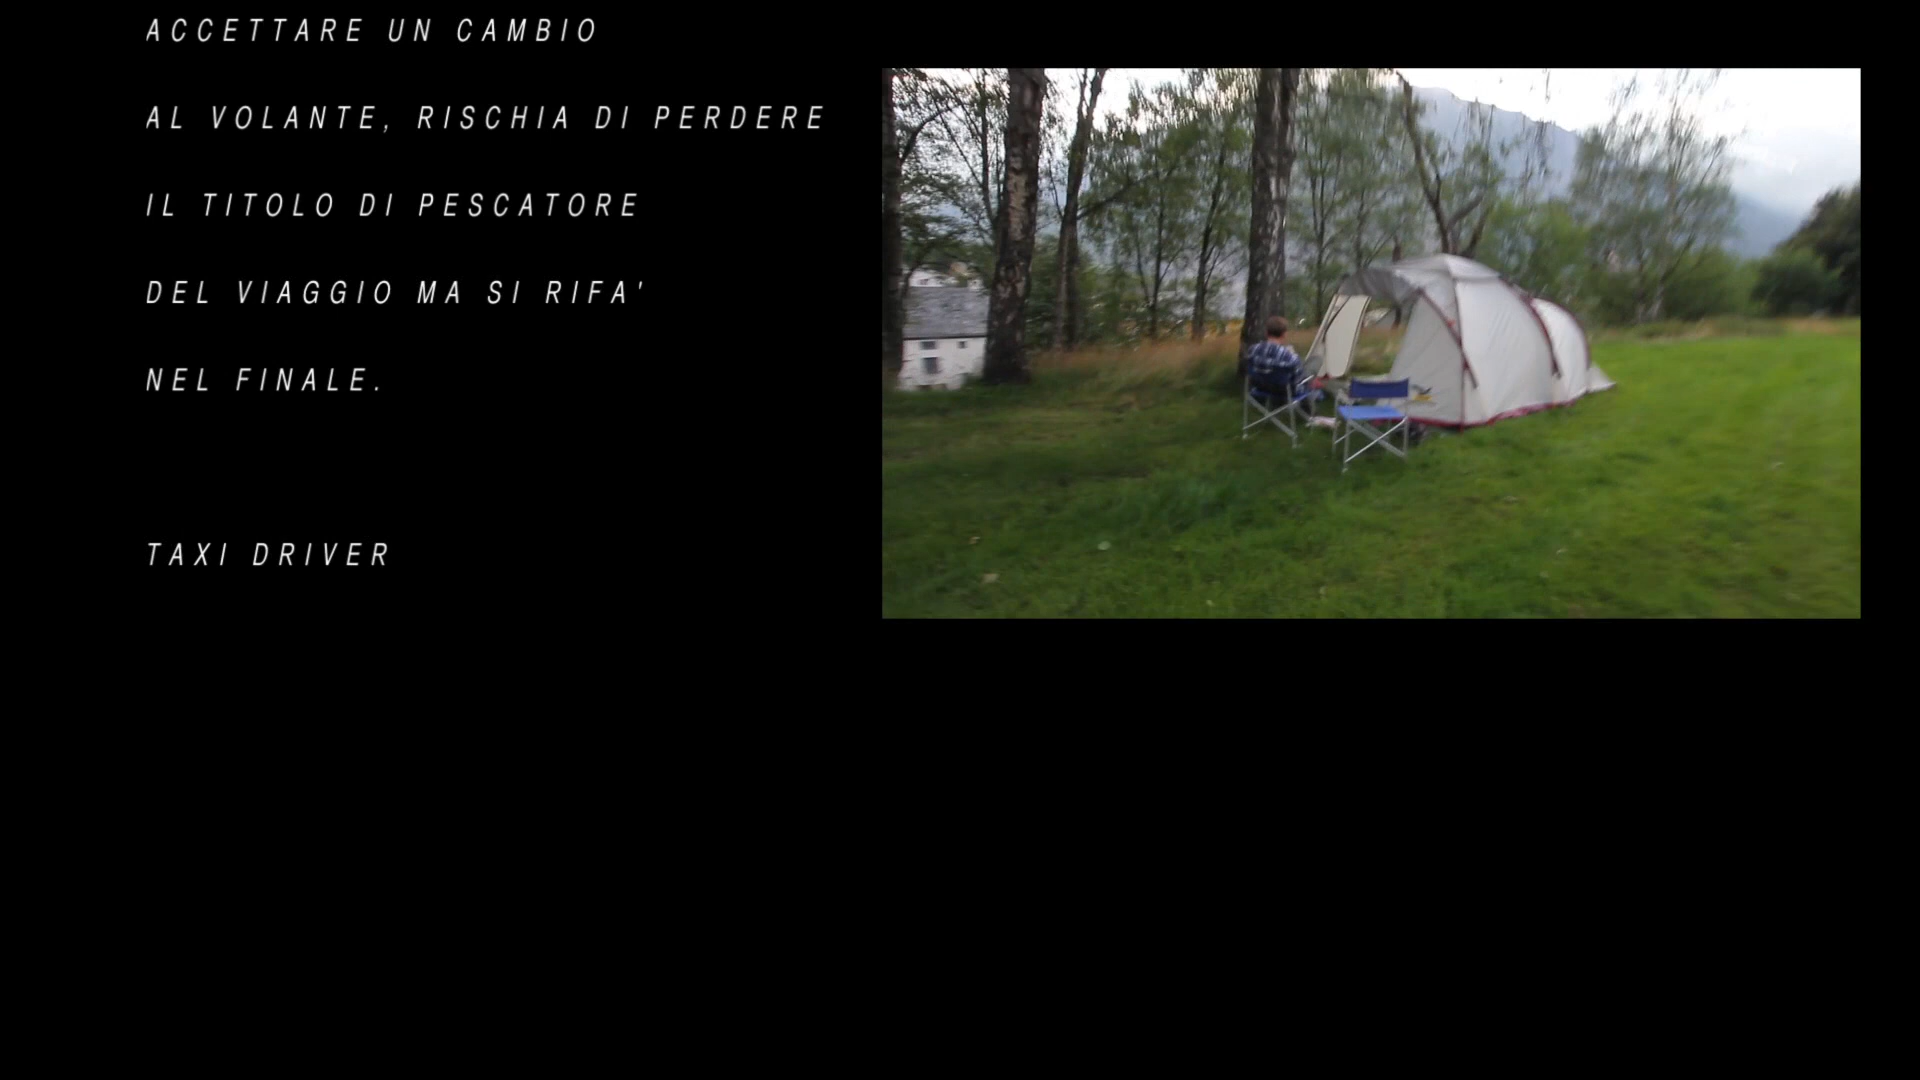 ACCETTARE UN CAMBIO
AL VOLANTE, RISCHIA DI PERDERE
IL TITOLO DI PESCATORE
DEL VIAGGIO MA SI RIFA'
NEL FINALE.
TAXI DRIVER